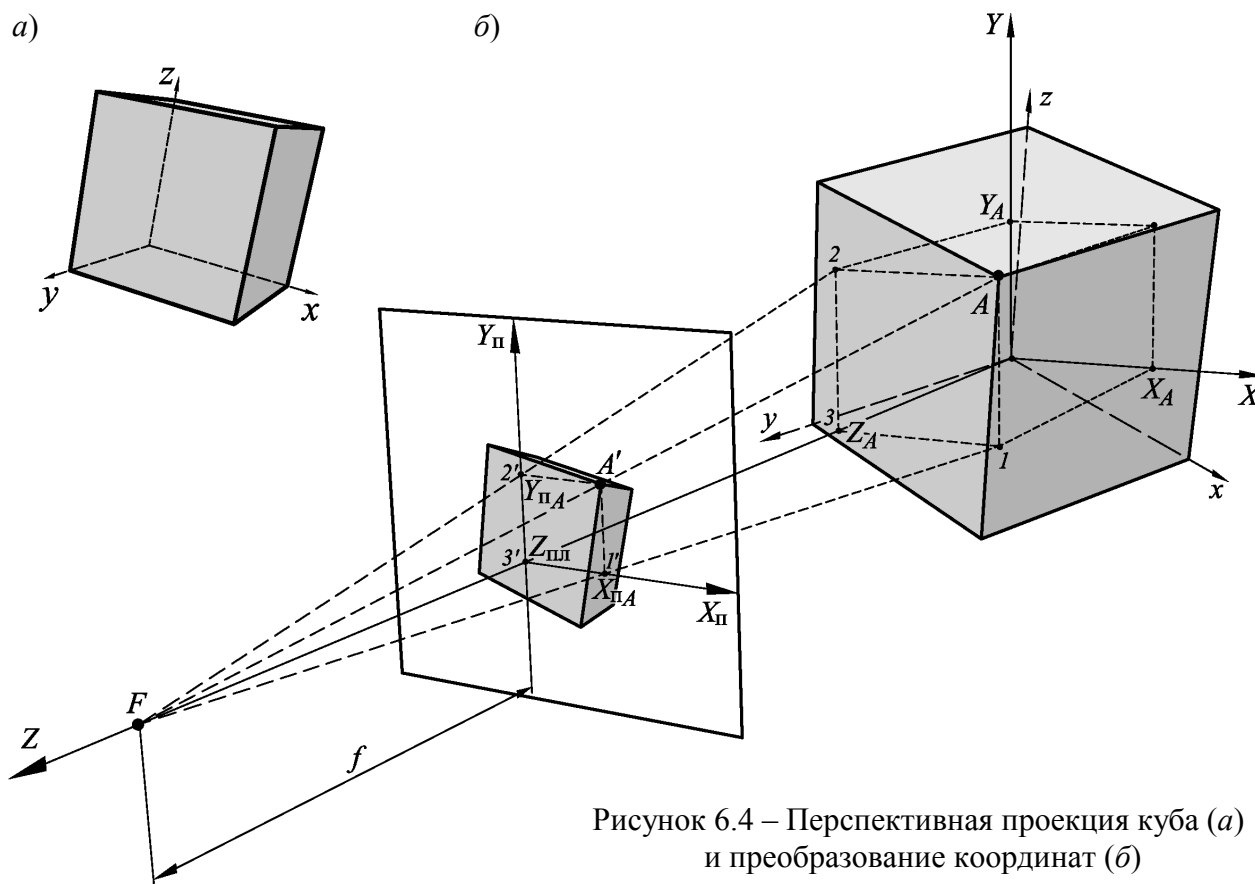 а)
б)
z
y
x
Y
z
Y_A
2
A
X_A
X
3
y
Z_A
1
x
Y_П
2'
A'
Y_ПA
Z_ПЛ
3'
1'
X_ПA
X_П
F
Z
f
Рисунок 6.4 – Перспективная проекция куба (а)
и преобразование координат (б)